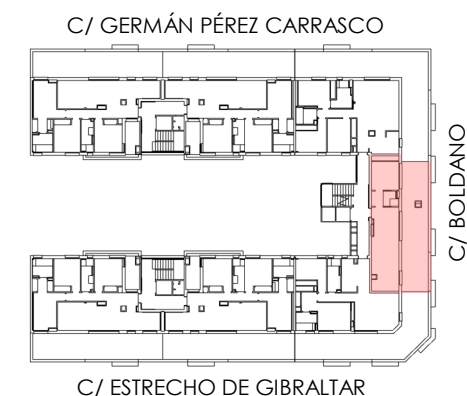 C/ GERMÁN PÉREZ CARRASCO
C/ BOLDANO
C/ ESTRECHO DE GIBRALTAR